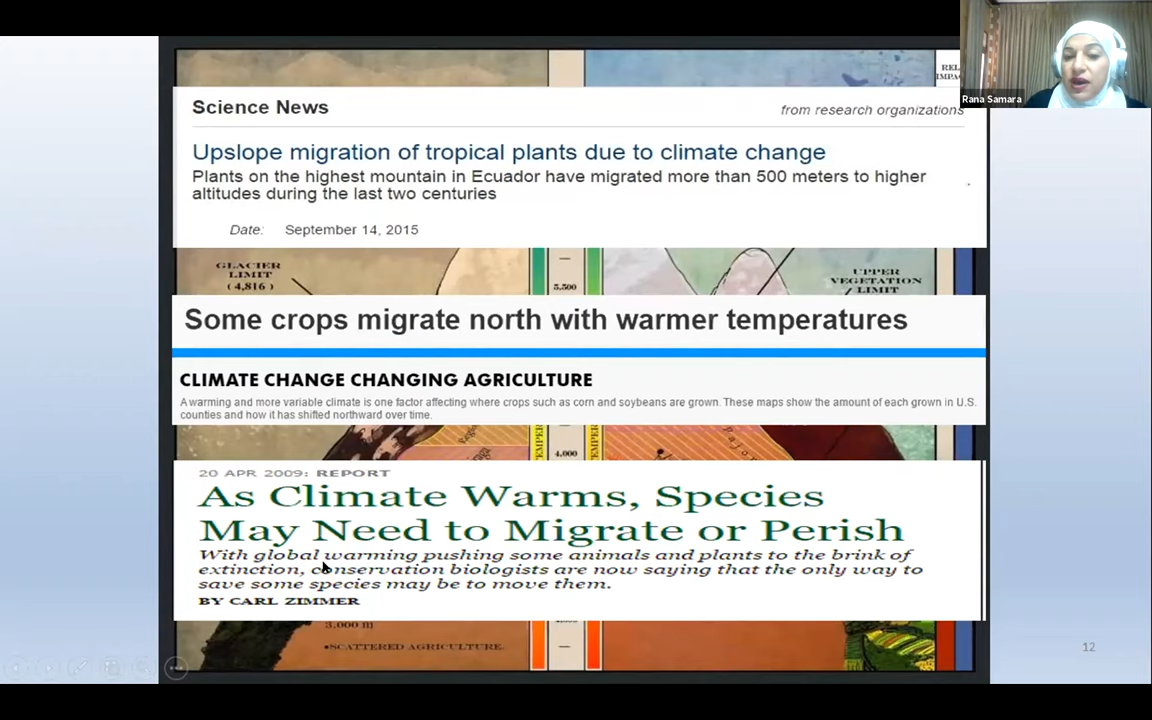 Rana Samara
Science News
from research organizations
Upslope migration of tropical plants due to climate change
Plants on the highest mountain in Ecuador have migrated more than 500 meters to higher
altitudes during the last two centuries
Date: September 14, 2015
GLACIER
LIMIT
(4,816)
5,500
UPPER
VEGETATION
LIMIT
Some crops migrate north with warmer temperatures
CLIMATE CHANGE CHANGING AGRICULTURE
A warming and more variable climate is one factor affecting where crops such as corn and soybeans are grown. These maps show the amount of each grown in U.S.
counties and how it has shifted northward over time.
4,000
20 APR 2009: REPORT
As Climate Warms, Species
May Need to Migrate or Perish
With global warming pushing some animals and plants to the brink of
extinction, conservation biologists are now saying that the only way to
save some species may be to move them.
BY CARL ZIMMER
3,000 m
•SCATTERED AGRICULTURE.
12